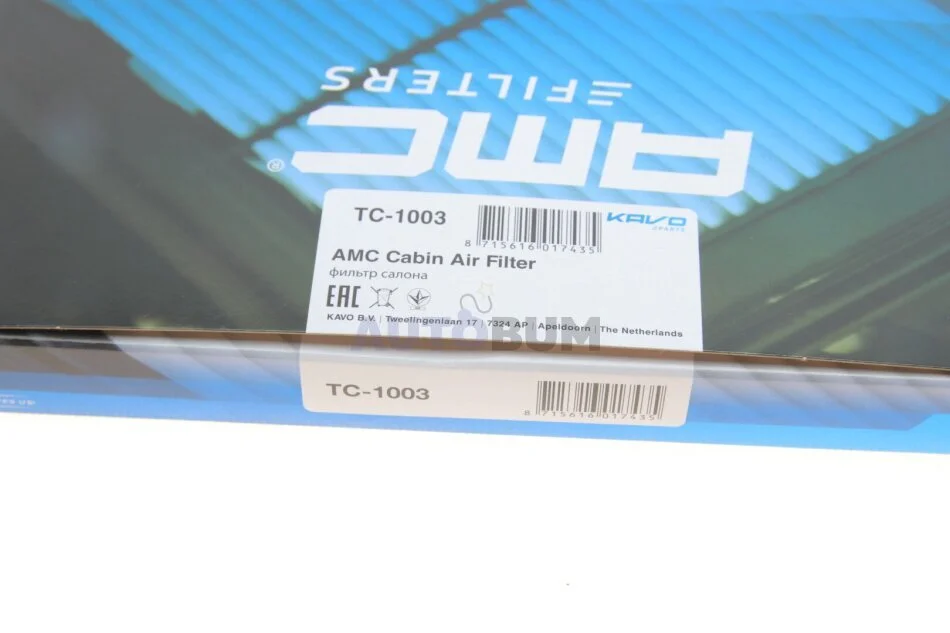 AMC®
FILTERS
TC-1003
KAVO
PARTS
8 715616 017435
AMC Cabin Air Filter
фильтр салона
EAC
KAVO B.V. | Tweelingenlaan 17 | 7324 AP | Apeldoorn | The Netherlands
AUTOBUM
TC-1003
8 715616 017435